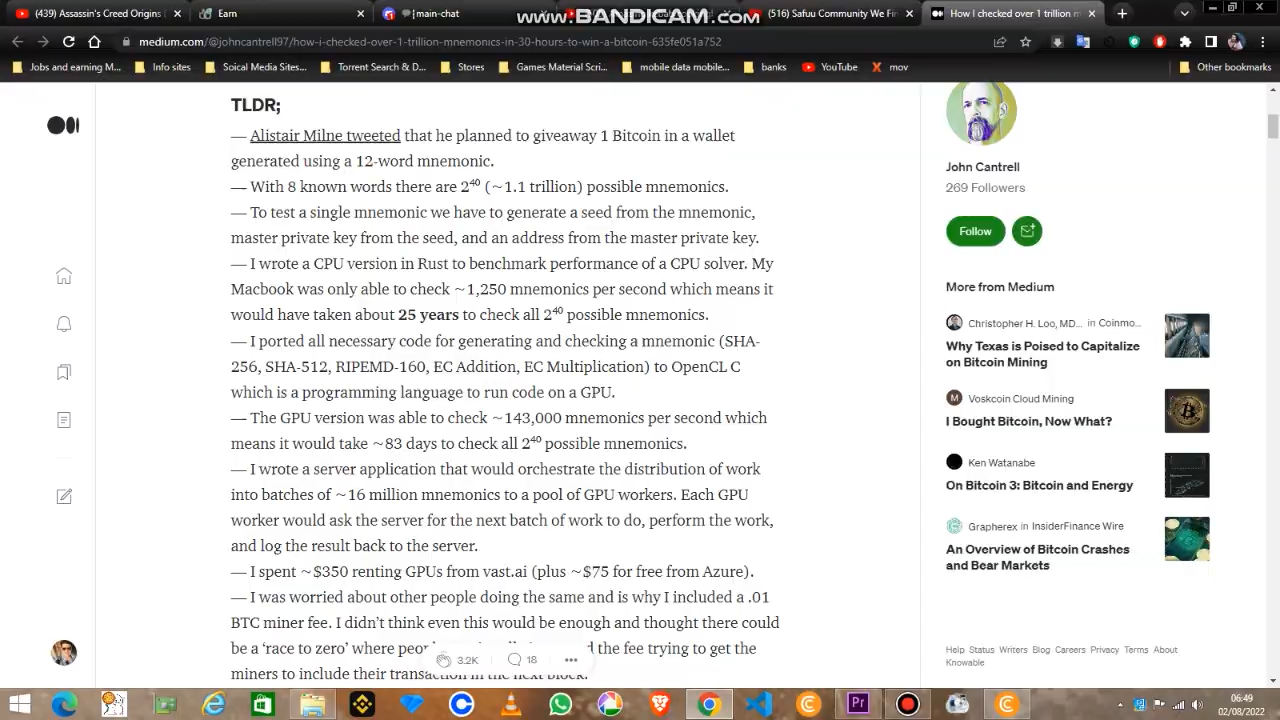 (439) Assassin's Creed Origins (
Earn
main-chat
www.BANDICAM.com
(516) Safuu Community We Fi
How I checked over 1 trillion m
medium.com/@johncantrell97/how-i-checked-over-1-trillion-mnemonics-in-30-hours-to-win-a-bitcoin-635fe051a752
Jobs and earning M...
Info sites
Soical Media Sites...
Torrent Search & D...
Stores
Games Material Scri...
mobile data mobile...
banks
YouTube
mov
Other bookmarks
TLDR;
— Alistair Milne tweeted that he planned to giveaway 1 Bitcoin in a wallet
generated using a 12-word mnemonic.
— With 8 known words there are 2⁴⁰ (~1.1 trillion) possible mnemonics.
— To test a single mnemonic we have to generate a seed from the mnemonic,
master private key from the seed, and an address from the master private key.
— I wrote a CPU version in Rust to benchmark performance of a CPU solver. My
Macbook was only able to check ~1,250 mnemonics per second which means it
would have taken about 25 years to check all 2⁴⁰ possible mnemonics.
— I ported all necessary code for generating and checking a mnemonic (SHA-
256, SHA-512, RIPEMD-160, EC Addition, EC Multiplication) to OpenCL C
which is a programming language to run code on a GPU.
— The GPU version was able to check ~143,000 mnemonics per second which
means it would take ~83 days to check all 2⁴⁰ possible mnemonics.
— I wrote a server application that would orchestrate the distribution of work
into batches of ~16 million mnemonics to a pool of GPU workers. Each GPU
worker would ask the server for the next batch of work to do, perform the work,
and log the result back to the server.
— I spent ~$350 renting GPUs from vast.ai (plus ~$75 for free from Azure).
— I was worried about other people doing the same and is why I included a .01
BTC miner fee. I didn't think even this would be enough and thought there could
be a 'race to zero' where the fee trying to get the
miners to include their transaction in the next block.
3.2K
18
John Cantrell
269 Followers
Follow
More from Medium
Christopher H. Loo, MD... in Coinmo...
Why Texas is Poised to Capitalize
on Bitcoin Mining
M
Voskcoin Cloud Mining
I Bought Bitcoin, Now What?
Ken Watanabe
On Bitcoin 3: Bitcoin and Energy
Grapherex in InsiderFinance Wire
An Overview of Bitcoin Crashes
and Bear Markets
Help Status Writers Blog Careers Privacy Terms About
Knowable
Pr
06:49
02/08/2022